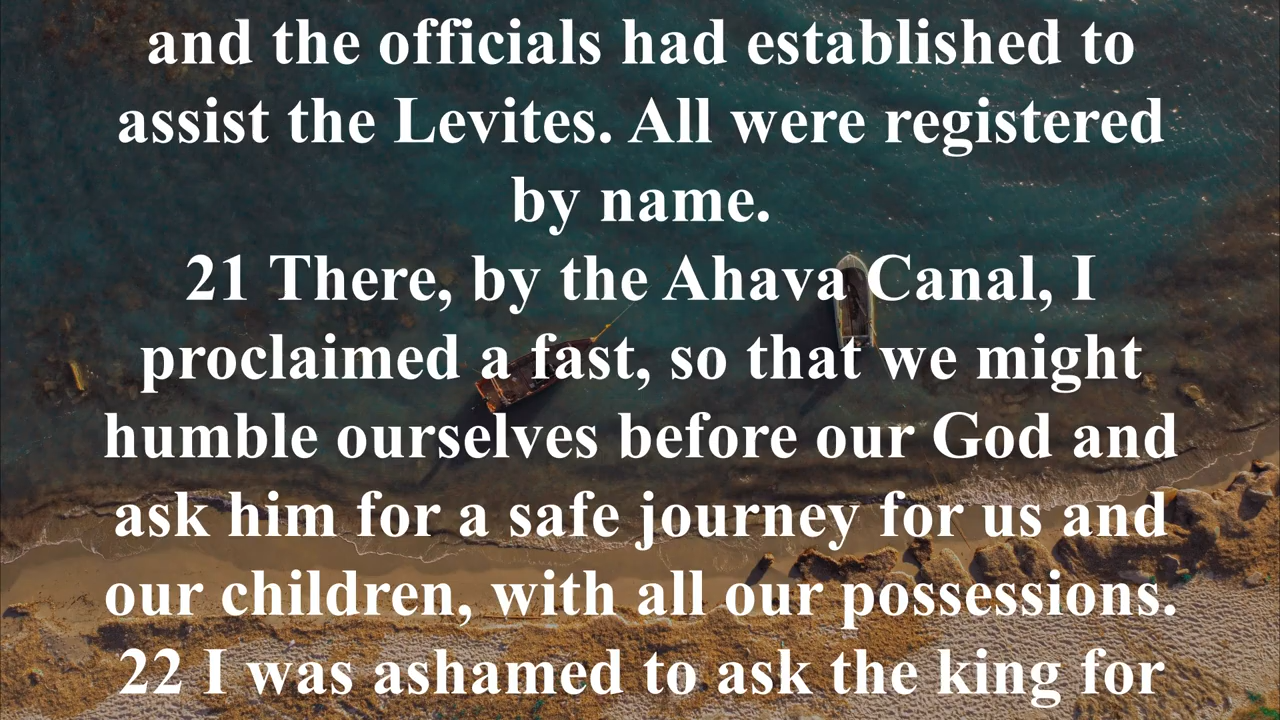 and the officials had established to
assist the Levites. All were registered
by name.
21 There, by the Ahava Canal, I
proclaimed a fast, so that we might
humble ourselves before our God and
ask him for a safe journey for us and
our children, with all our possessions.
22 I was ashamed to ask the king for